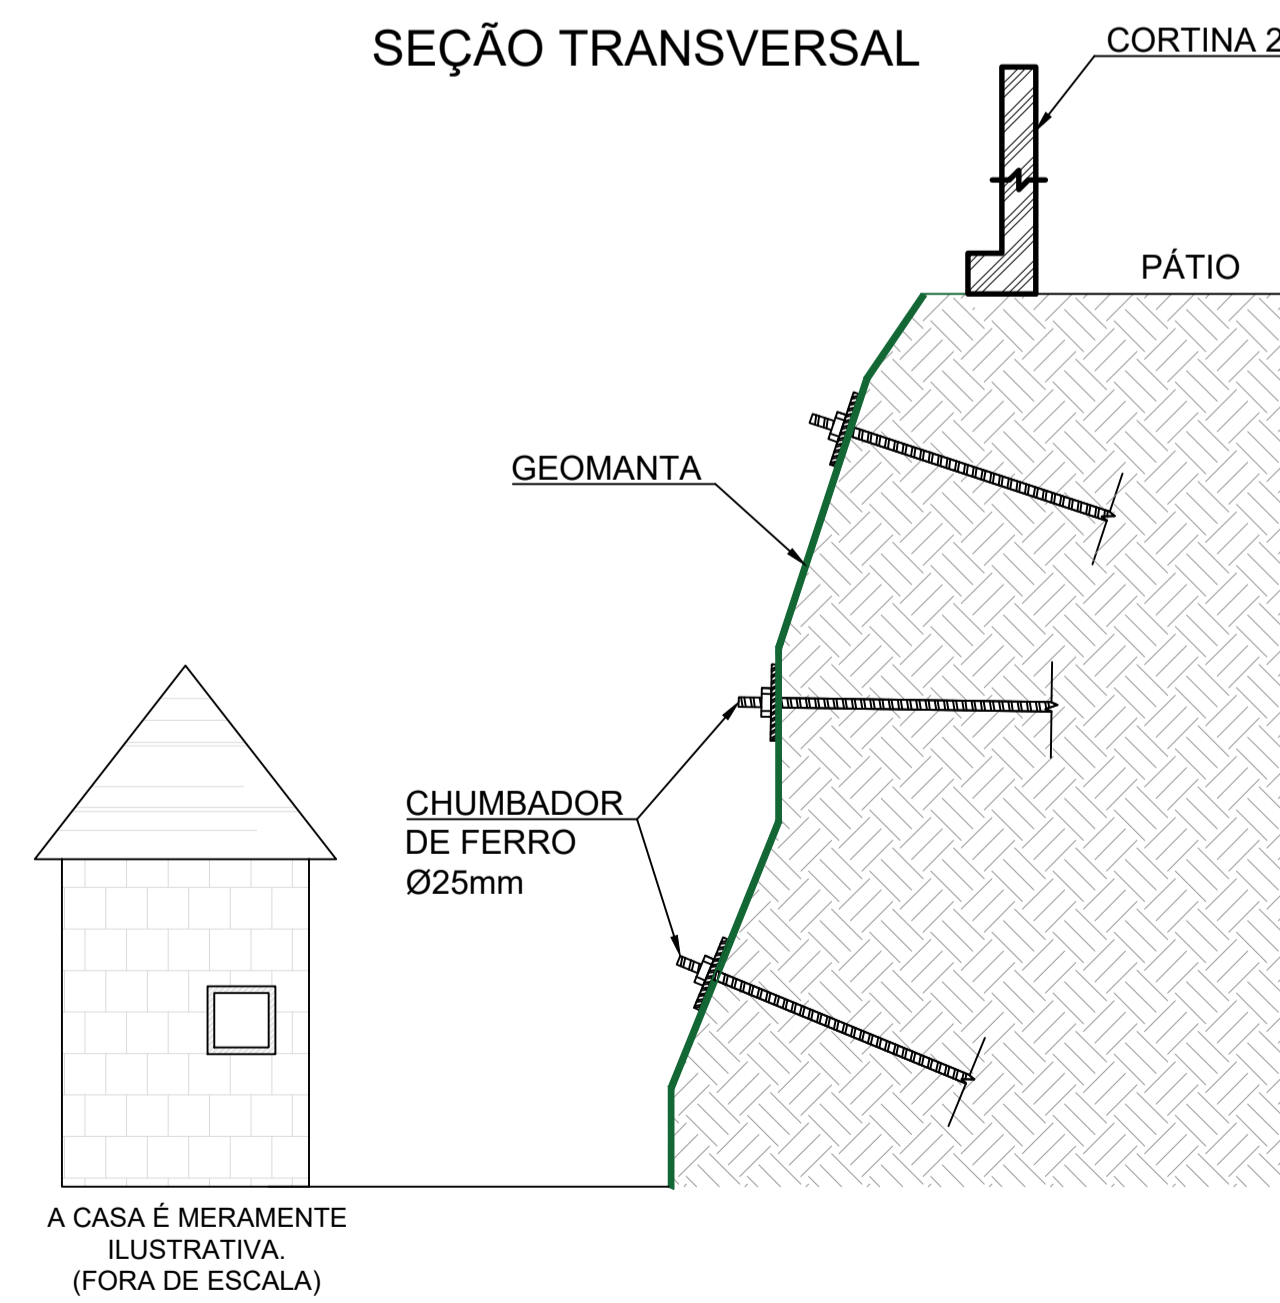 SEÇÃO TRANSVERSAL
CORTINA 2
PÁTIO
GEOMANTA
CHUMBADOR
DE FERRO
Ø25mm
A CASA É MERAMENTE
ILUSTRATIVA.
(FORA DE ESCALA)